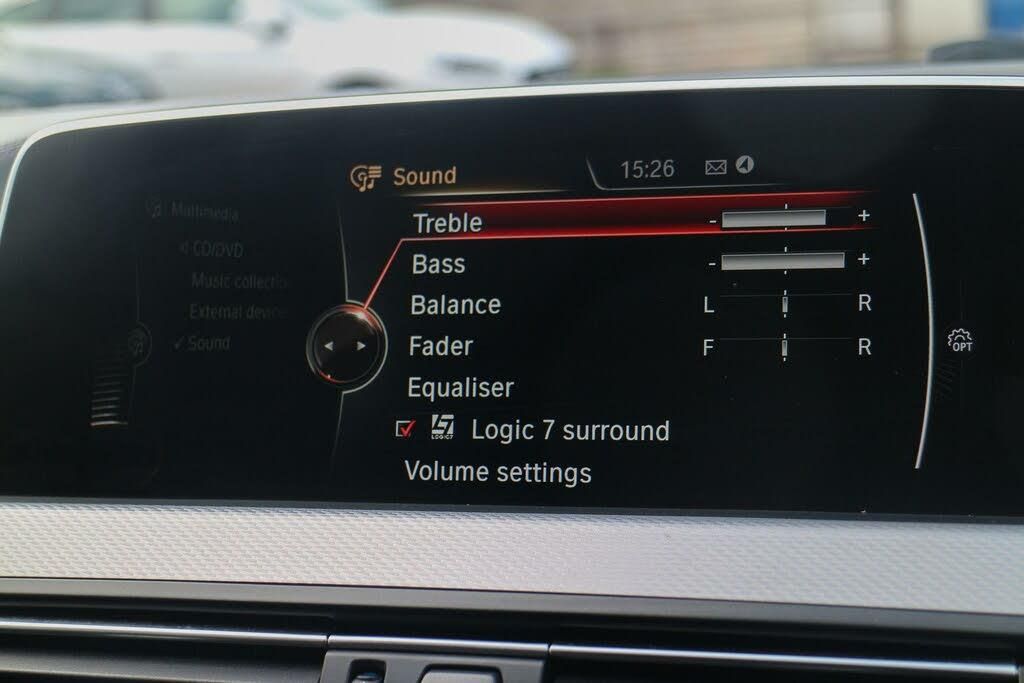 Sound
15:26
Multimedia
CD/DVD
Music collectio
External device
Sound
Treble - +
Bass - +
Balance L R
Fader F R
Equaliser
LOGIC7 Logic 7 surround
Volume settings
OPT